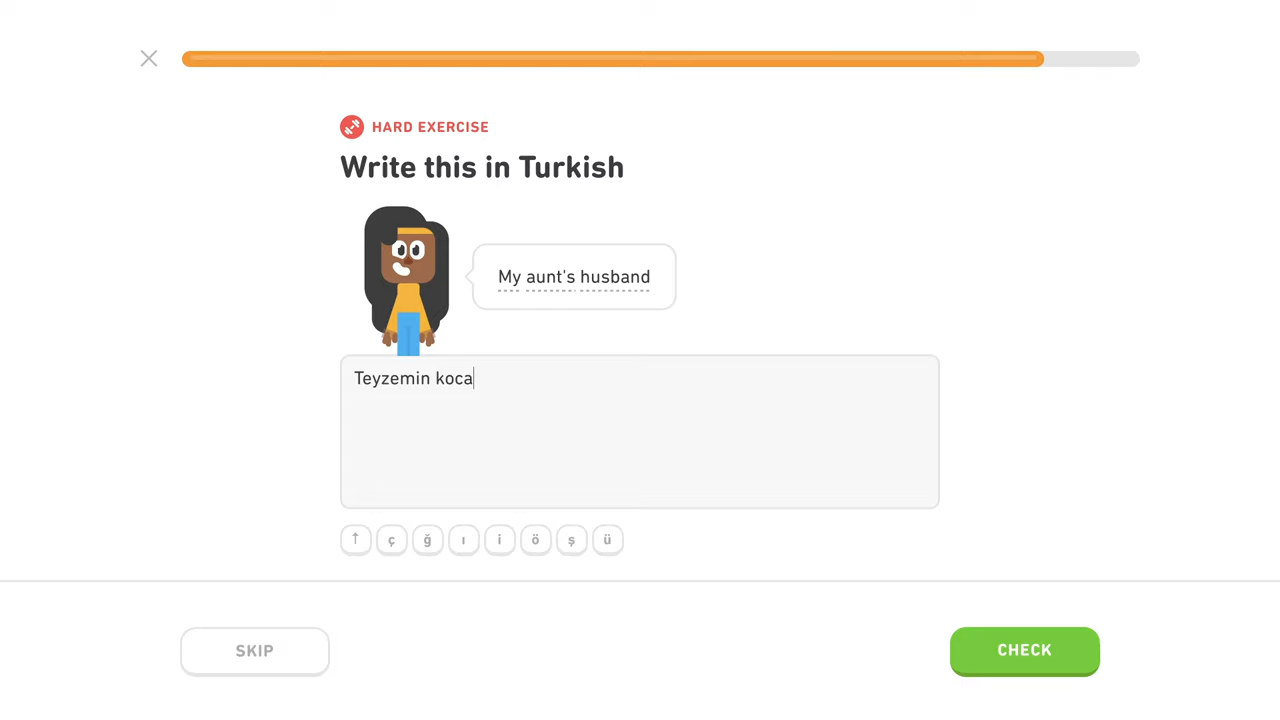 HARD EXERCISE
Write this in Turkish
My aunt's husband
Teyzemin koca
↑ ç ğ ı i ö ş ü
SKIP
CHECK